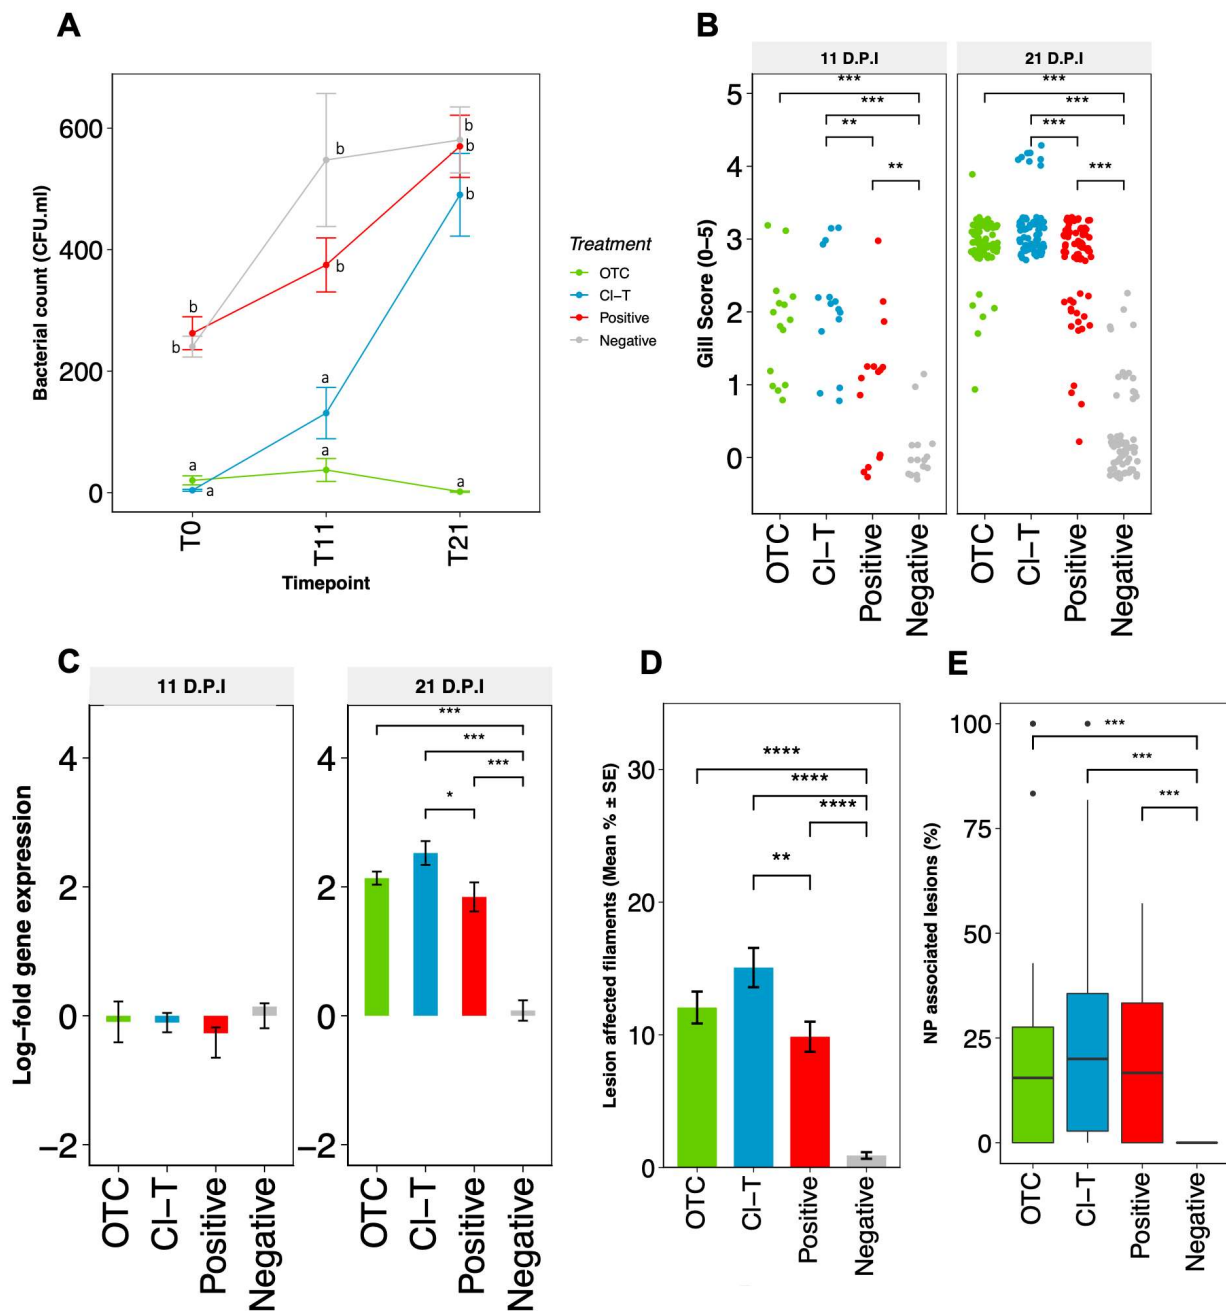 A
Bacterial count (CFU.ml)
600
400
200
0
b
b
b
b
b
b
b
a
a
a
a
a
T0
T11
T21
Timepoint
Treatment
OTC
Cl–T
Positive
Negative
B
11 D.P.I
21 D.P.I
Gill Score (0–5)
5
4
3
2
1
0
***
***
**
**
***
***
***
***
OTC
Cl–T
Positive
Negative
OTC
Cl–T
Positive
Negative
C
11 D.P.I
21 D.P.I
Log–fold gene expression
4
2
0
–2
4
2
0
–2
***
***
***
*
OTC
Cl–T
Positive
Negative
OTC
Cl–T
Positive
Negative
D
Lesion affected filaments (Mean % ± SE)
30
20
10
0
****
****
****
**
OTC
Cl–T
Positive
Negative
E
NP associated lesions (%)
100
75
50
25
0
***
***
***
OTC
Cl–T
Positive
Negative